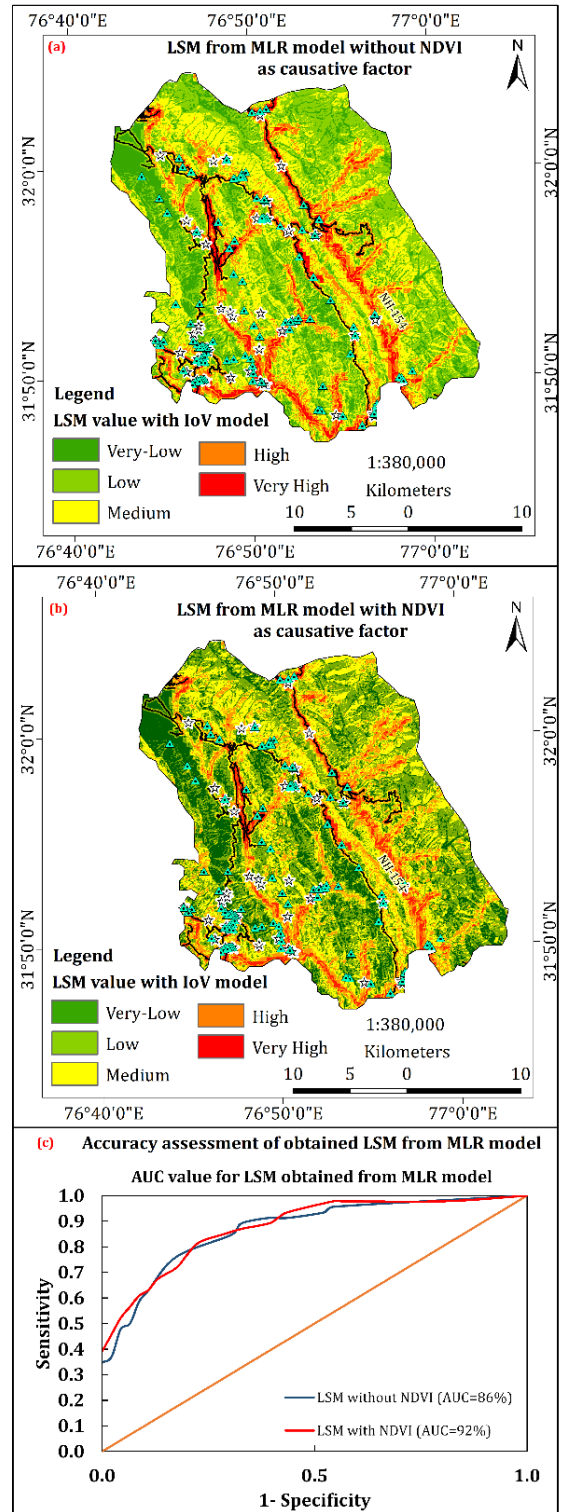 76°40'0"E 76°50'0"E 77°0'0"E
(a) LSM from MLR model without NDVI
as causative factor
N
32°0'0"N
32°0'0"N
NH-154
31°50'0"N
31°50'0"N
Legend
LSM value with IoV model
Very-Low
Low
Medium
High
Very High
1:380,000
Kilometers
10 5 0 10
76°40'0"E 76°50'0"E 77°0'0"E
76°40'0"E 76°50'0"E 77°0'0"E
(b) LSM from MLR model with NDVI
as causative factor
N
32°0'0"N
32°0'0"N
NH-154
31°50'0"N
31°50'0"N
Legend
LSM value with IoV model
Very-Low
Low
Medium
High
Very High
1:380,000
Kilometers
10 5 0 10
76°40'0"E 76°50'0"E 77°0'0"E
(c) Accuracy assessment of obtained LSM from MLR model
AUC value for LSM obtained from MLR model
1.0
0.9
0.8
0.7
0.6
0.5
0.4
0.3
0.2
0.1
0.0
Sensitivity
LSM without NDVI (AUC=86%)
LSM with NDVI (AUC=92%)
0.0 0.5 1.0
1- Specificity